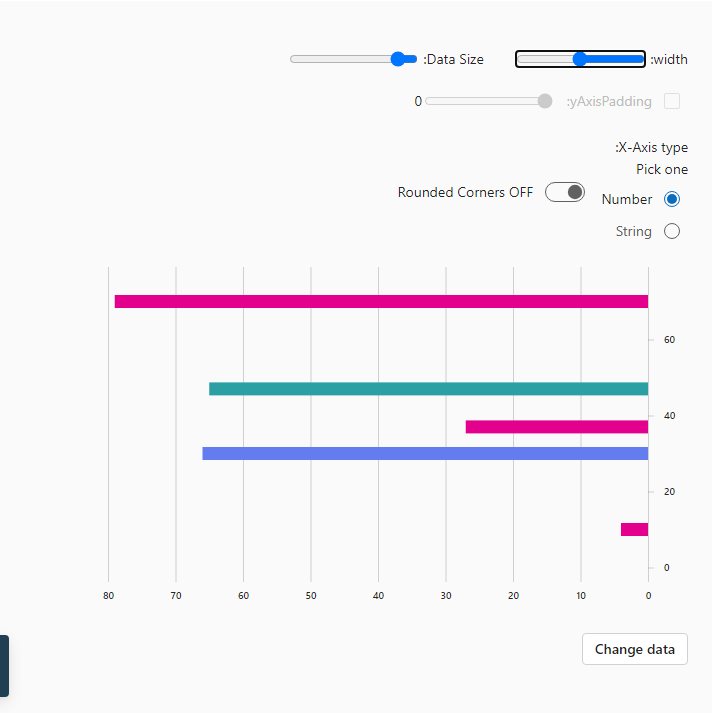 :width
:Data Size
:yAxisPadding
0
:X-Axis type
Pick one
Number
Rounded Corners OFF
String
60
40
20
0
80 70 60 50 40 30 20 10 0
Change data